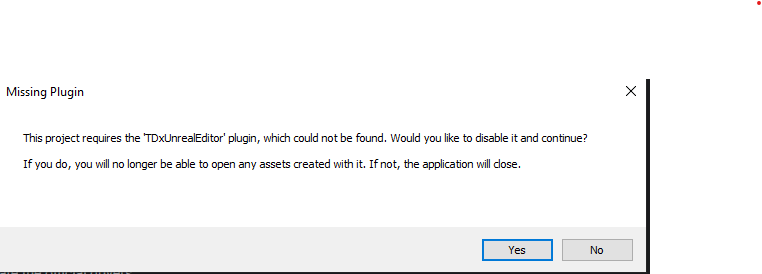 Missing Plugin
This project requires the 'TDxUnrealEditor' plugin, which could not be found. Would you like to disable it and continue?
If you do, you will no longer be able to open any assets created with it. If not, the application will close.
Yes
No